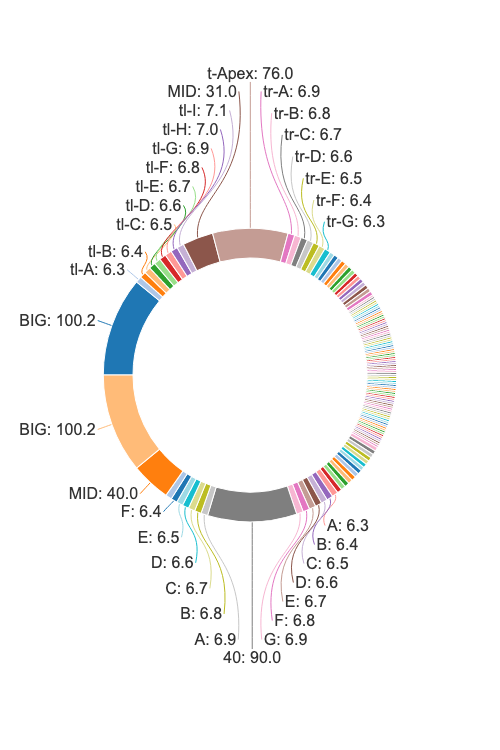 t-Apex: 76.0
MID: 31.0
tr-A: 6.9
tl-I: 7.1
tr-B: 6.8
tl-H: 7.0
tr-C: 6.7
tl-G: 6.9
tr-D: 6.6
tl-F: 6.8
tr-E: 6.5
tl-E: 6.7
tr-F: 6.4
tl-D: 6.6
tr-G: 6.3
tl-C: 6.5
tl-B: 6.4
tl-A: 6.3
BIG: 100.2
BIG: 100.2
MID: 40.0
F: 6.4
A: 6.3
E: 6.5
B: 6.4
D: 6.6
C: 6.5
C: 6.7
D: 6.6
B: 6.8
E: 6.7
F: 6.8
A: 6.9
G: 6.9
40: 90.0